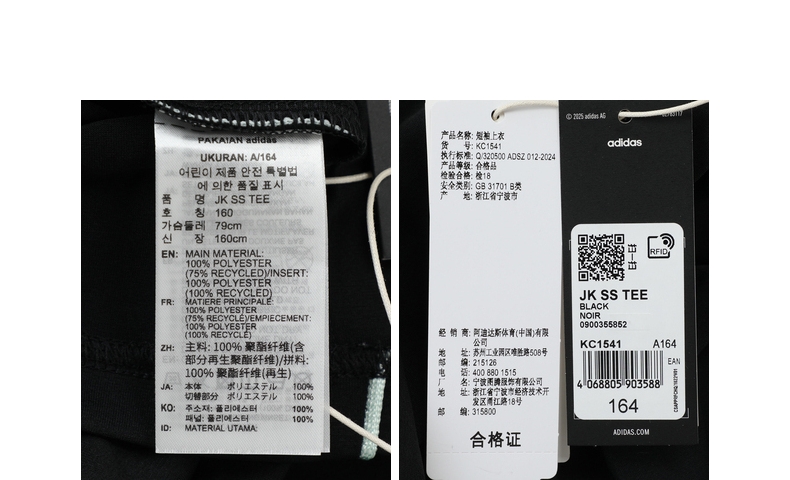 PAKAIAN adidas
UKURAN: A/164
어린이 제품 안전 특별법
에 의한 품질 표시
품 명 JK SS TEE
호 칭 160
가슴둘레 79cm
신 장 160cm
EN: MAIN MATERIAL:
100% POLYESTER
(75% RECYCLED)/INSERT:
100% POLYESTER
(100% RECYCLED)
FR: MATIERE PRINCIPALE:
100% POLYESTER
(75% RECYCLÉ)/EMPIECEMENT:
100% POLYESTER
(100% RECYCLÉ)
ZH: 主料: 100% 聚酯纤维(含
部分再生聚酯纤维)/拼料:
100% 聚酯纤维(再生)
JA: 本体 ポリエステル 100%
切替部分 ポリエステル 100%
KO: 주소재: 폴리에스터 100%
패널: 폴리에스터 100%
ID: MATERIAL UTAMA:
产品名称: 短袖上衣
货 号: KC1541
执行标准: Q/320500 ADSZ 012-2024
产品等级: 合格品
检验合格: 检18
安全类别: GB 31701 B类
产 地: 浙江省宁波市
经 销 商: 阿迪达斯体育(中国)有限
公司
地 址: 苏州工业园区唯胜路508号
邮 编: 215126
电 话: 400 880 1515
厂 名: 宁波甬腾服饰有限公司
地 址: 浙江省宁波市经济技术开
发区甬江路18号
邮 编: 315800
合格证
© 2025 adidas AG
adidas
RFID
JK SS TEE
BLACK
NOIR
0900355852
KC1541 A164
EAN
4 068805 903588
164
ADIDAS.COM